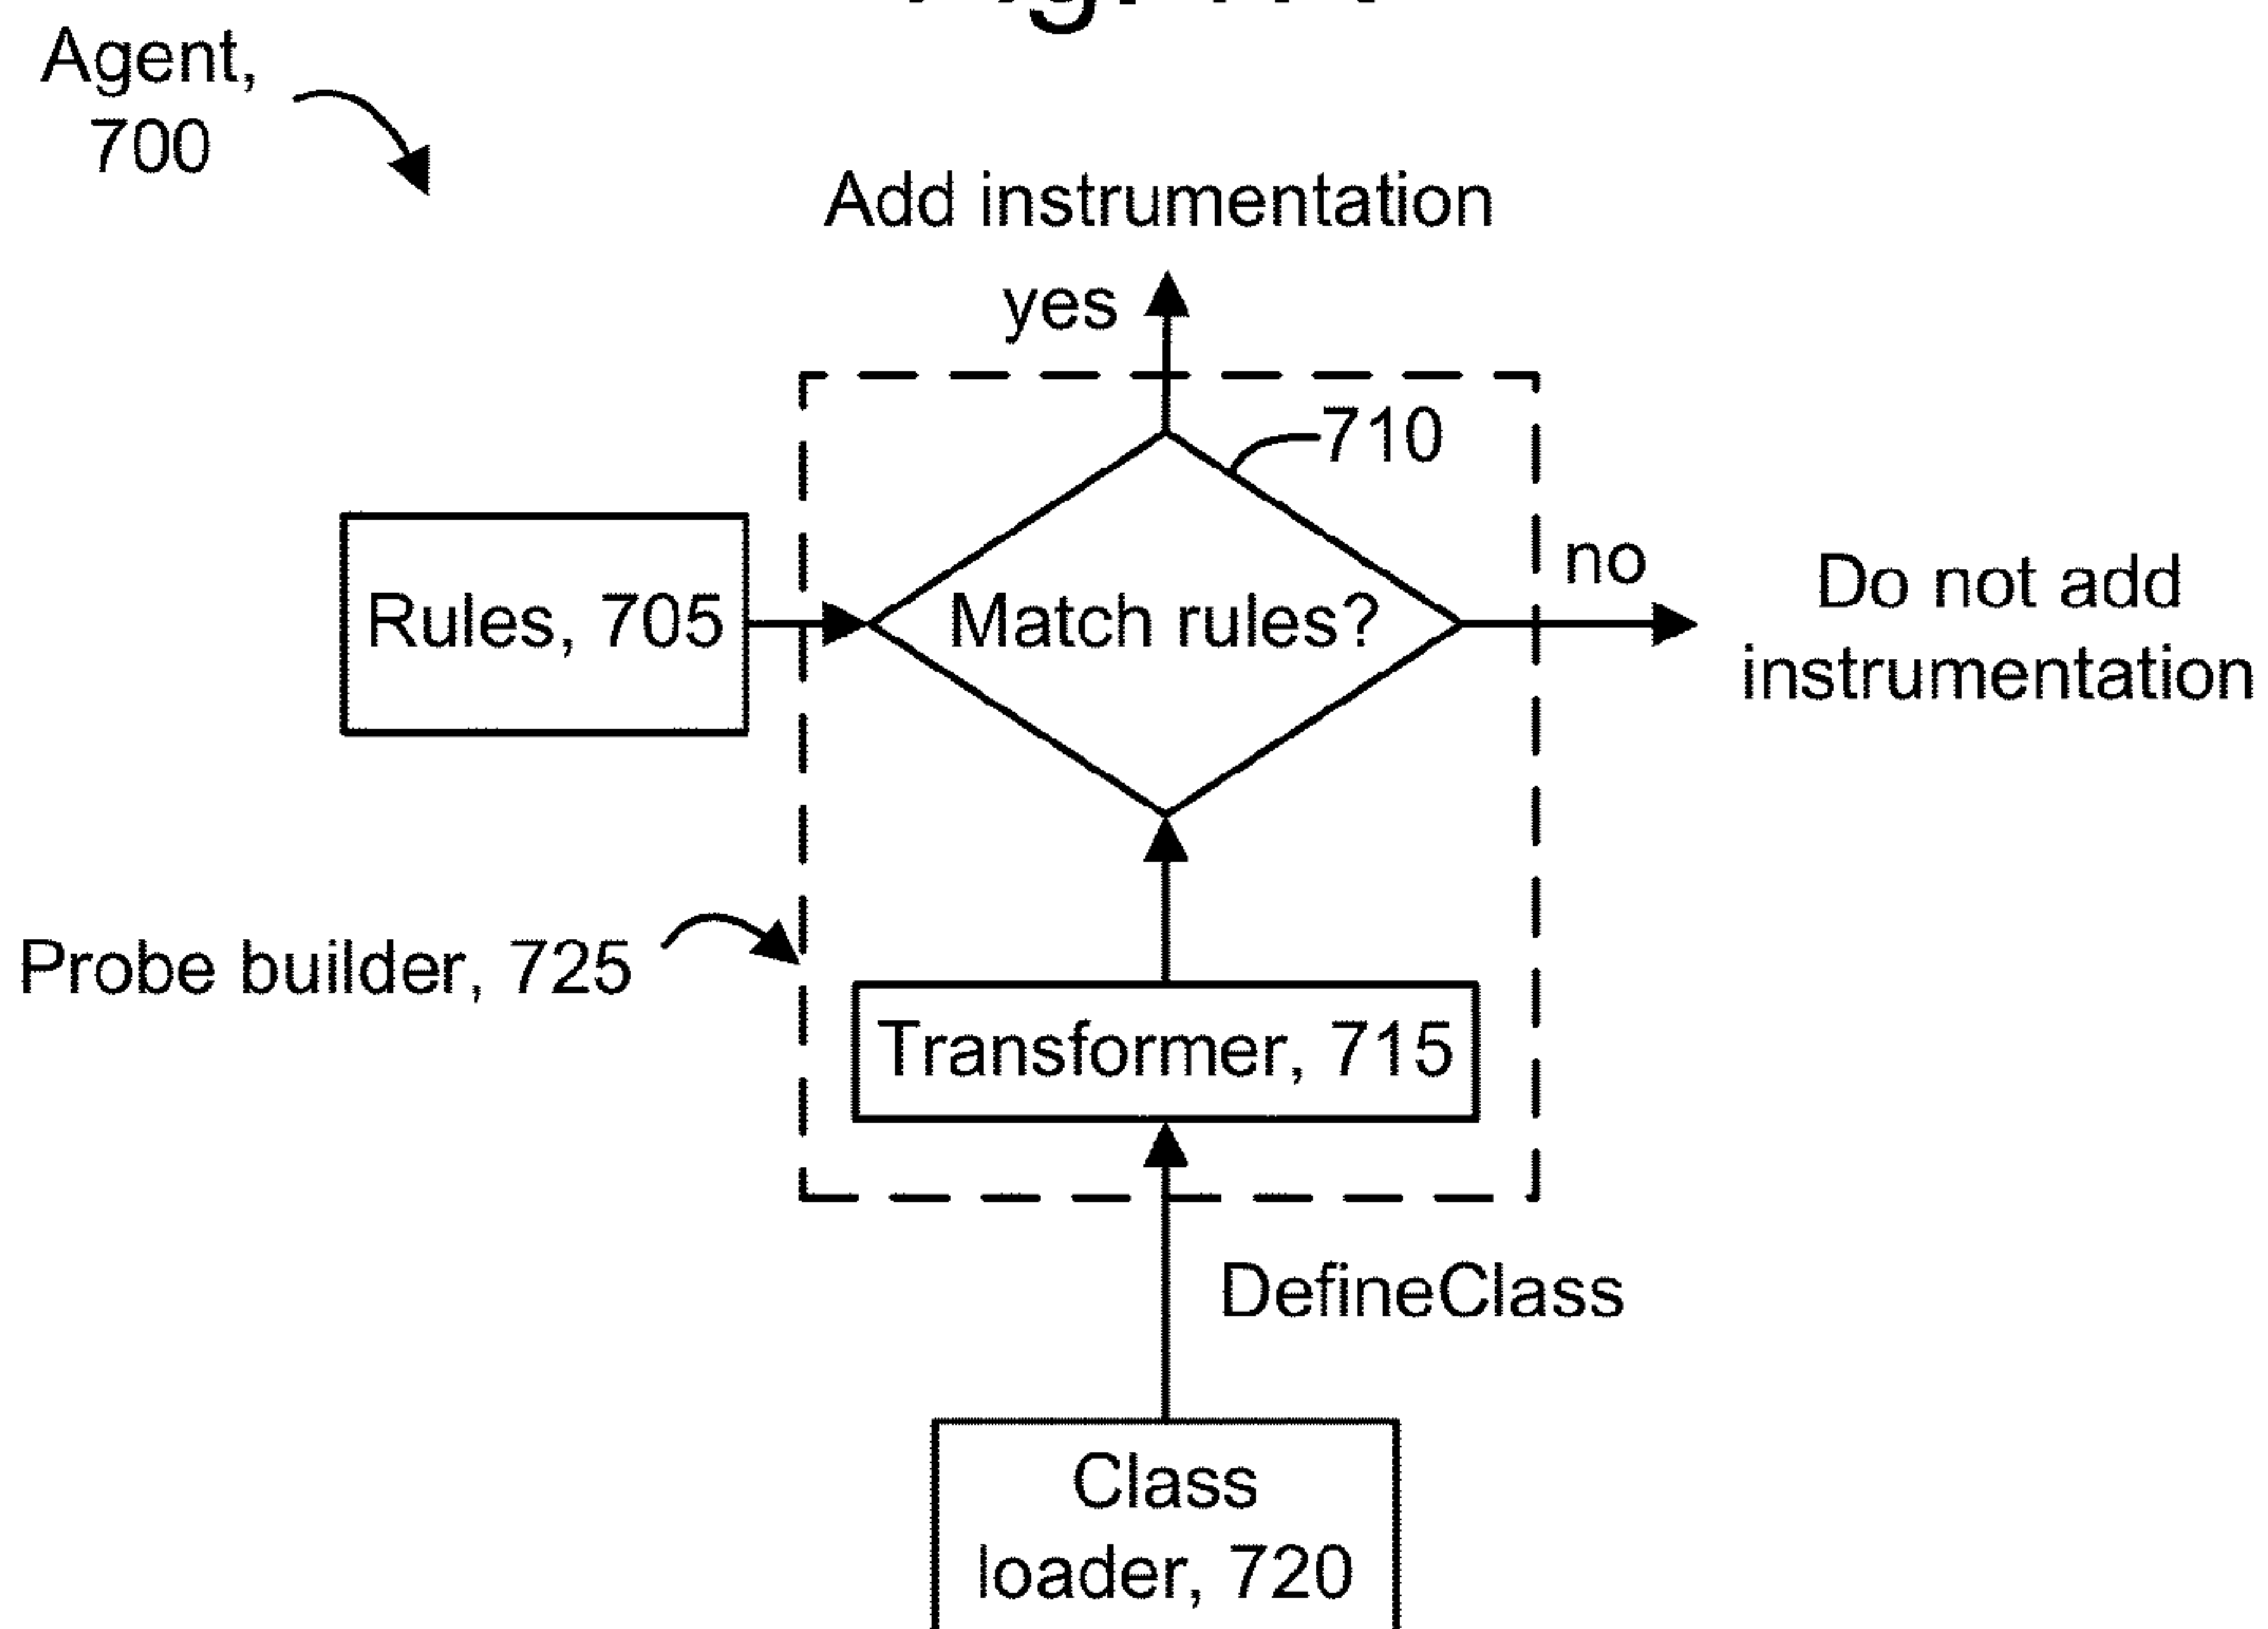 Agent,
700
Add instrumentation
yes
710
Rules, 705
Match rules?
no
Do not add
instrumentation
Probe builder, 725
Transformer, 715
DefineClass
Class
loader, 720